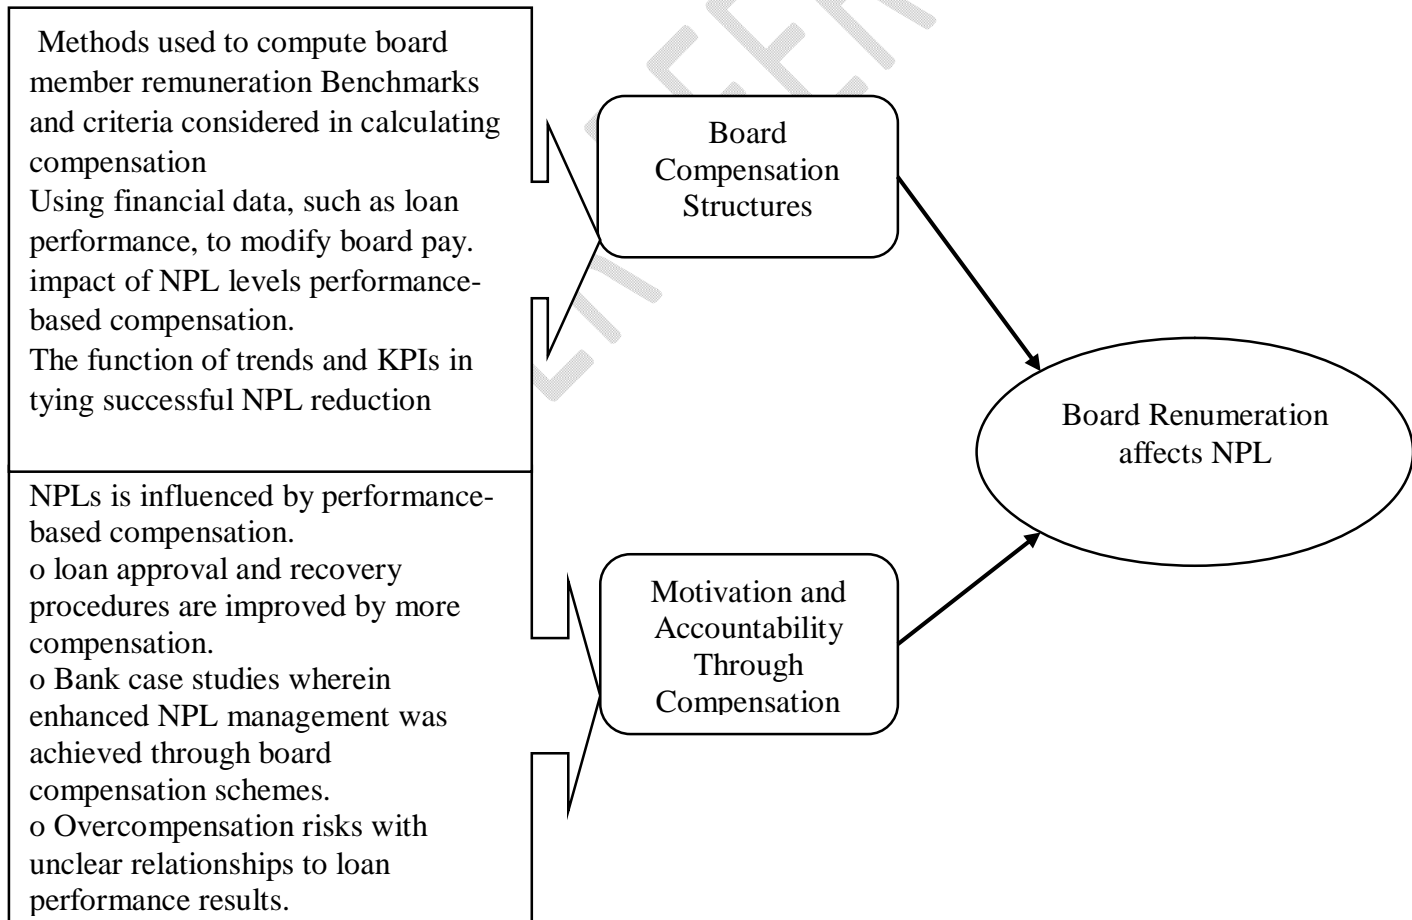 Methods used to compute board
member remuneration Benchmarks
and criteria considered in calculating
compensation
Using financial data, such as loan
performance, to modify board pay.
impact of NPL levels performance-
based compensation.
The function of trends and KPIs in
tying successful NPL reduction
NPLs is influenced by performance-
based compensation.
o loan approval and recovery
procedures are improved by more
compensation.
o Bank case studies wherein
enhanced NPL management was
achieved through board
compensation schemes.
o Overcompensation risks with
unclear relationships to loan
performance results.
Board
Compensation
Structures
Motivation and
Accountability
Through
Compensation
Board Renumeration
affects NPL